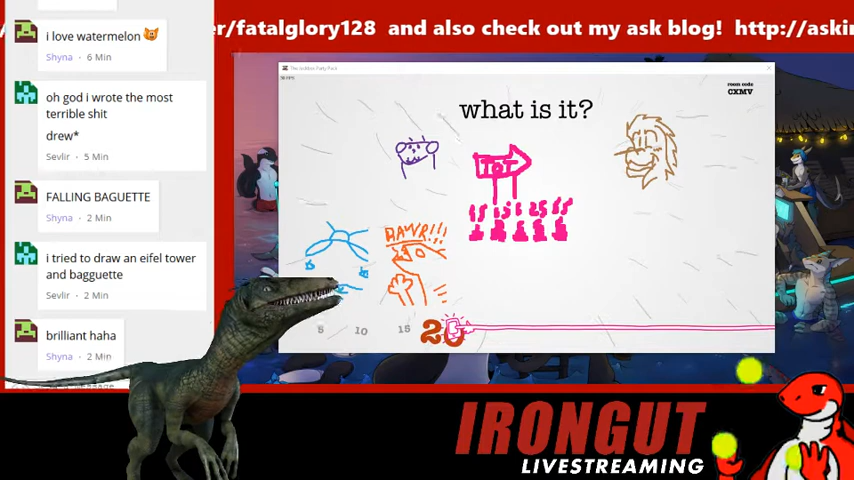 er/fatalglory128 and also check out my ask blog! http://askin
i love watermelon
Shyna · 6 Min
oh god i wrote the most
terrible shit
drew*
Sevlir · 5 Min
FALLING BAGUETTE
Shyna · 2 Min
i tried to draw an eifel tower
and bagguette
Sevlir · 2 Min
brilliant haha
Shyna · 2 Min
The Jackbox Party Pack
room code
CXMV
what is it?
TOT
RAWR!!!
5 10 15 20
IRONGUT
LIVESTREAMING